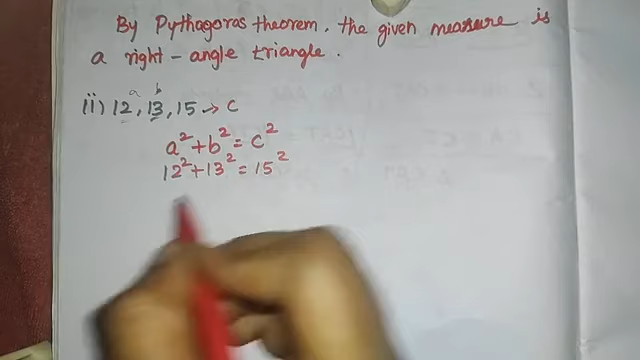 By Pythagoras theorem, the given measure is
a right-angle triangle.
a b
ii) 12, 13, 15 → c
a² + b² = c²
12² + 13² = 15²